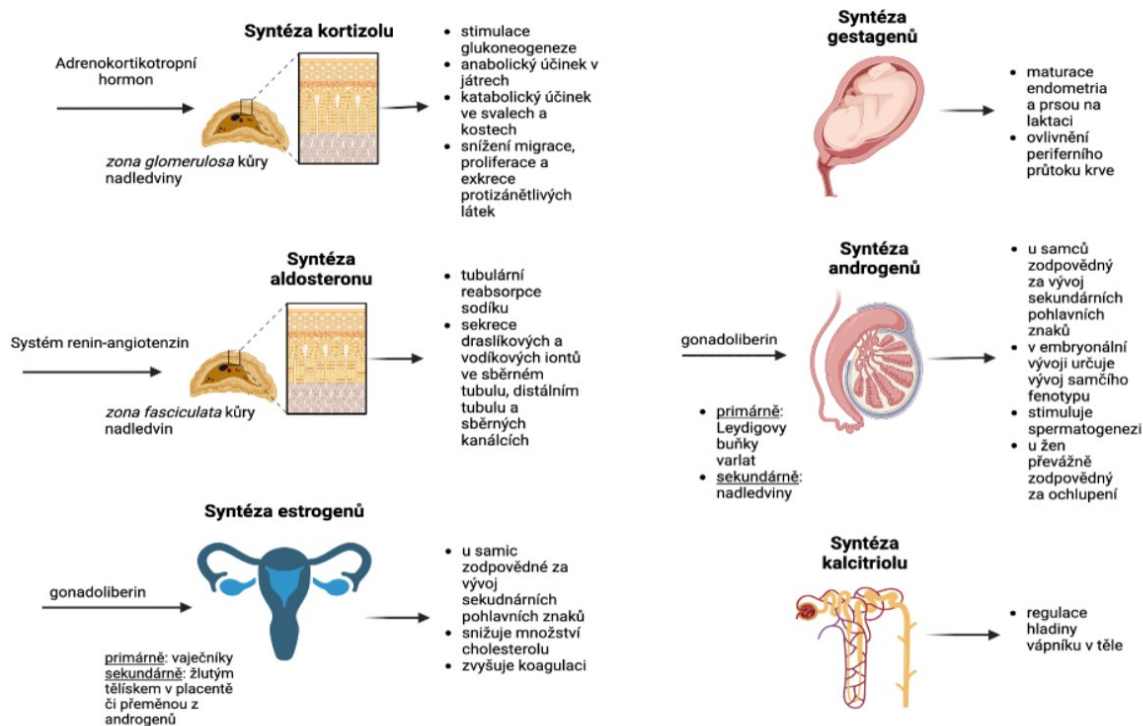 Syntéza kortizolu
Adrenokortikotropní
hormon
zona glomerulosa kůry
nadledviny
stimulace
glukoneogeneze
anabolický účinek v
játrech
katabolický účinek
ve svalech a
kostech
snížení migrace,
proliferace a
exkrece
protizánětlivých
látek
Syntéza
gestagenů
maturace
endometria
a prsou na
laktaci
ovlivnění
periferního
průtoku krve
Syntéza
aldosteronu
Systém renin-angiotenzin
zona fasciculata kůry
nadledvin
tubulární
reabsorpce
sodíku
sekrece
draslíkových a
vodíkových iontů
ve sběrném
tubulu, distálním
tubulu a
sběrných
kanálcích
Syntéza
androgenů
gonadoliberin
primárně:
Leydigovy
buňky
varlat
sekundárně:
nadledviny
u samců
zodpovědný
za vývoj
sekundárních
pohlavních
znaků
v embryonální
vývoji určuje
vývoj samčího
fenotypu
stimuluje
spermatogenezi
u žen
převážně
zodpovědný
za ochlupení
Syntéza estrogenů
gonadoliberin
primárně: vaječníky
sekundárně: žlutým
tělískem v placentě
či přeměnou z
androgenů
u samic
zodpovědné za
vývoj
sekudnárních
pohlavních znaků
snižuje množství
cholesterolu
zvyšuje koagulaci
Syntéza
kalcitriolu
regulace
hladiny
vápníku v těle